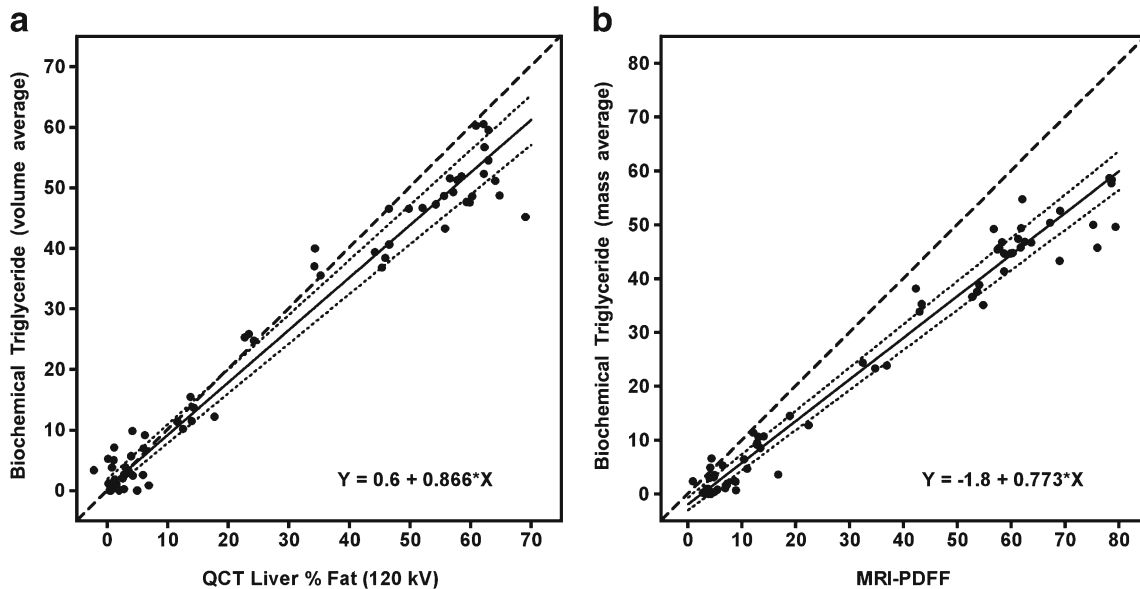 a
Biochemical Triglyceride (volume average)
70
60
50
40
30
20
10
0
0 10 20 30 40 50 60 70
Y = 0.6 + 0.866*X
QCT Liver % Fat (120 kV)
b
Biochemical Triglyceride (mass average)
80
70
60
50
40
30
20
10
0
0 10 20 30 40 50 60 70 80
Y = -1.8 + 0.773*X
MRI-PDFF